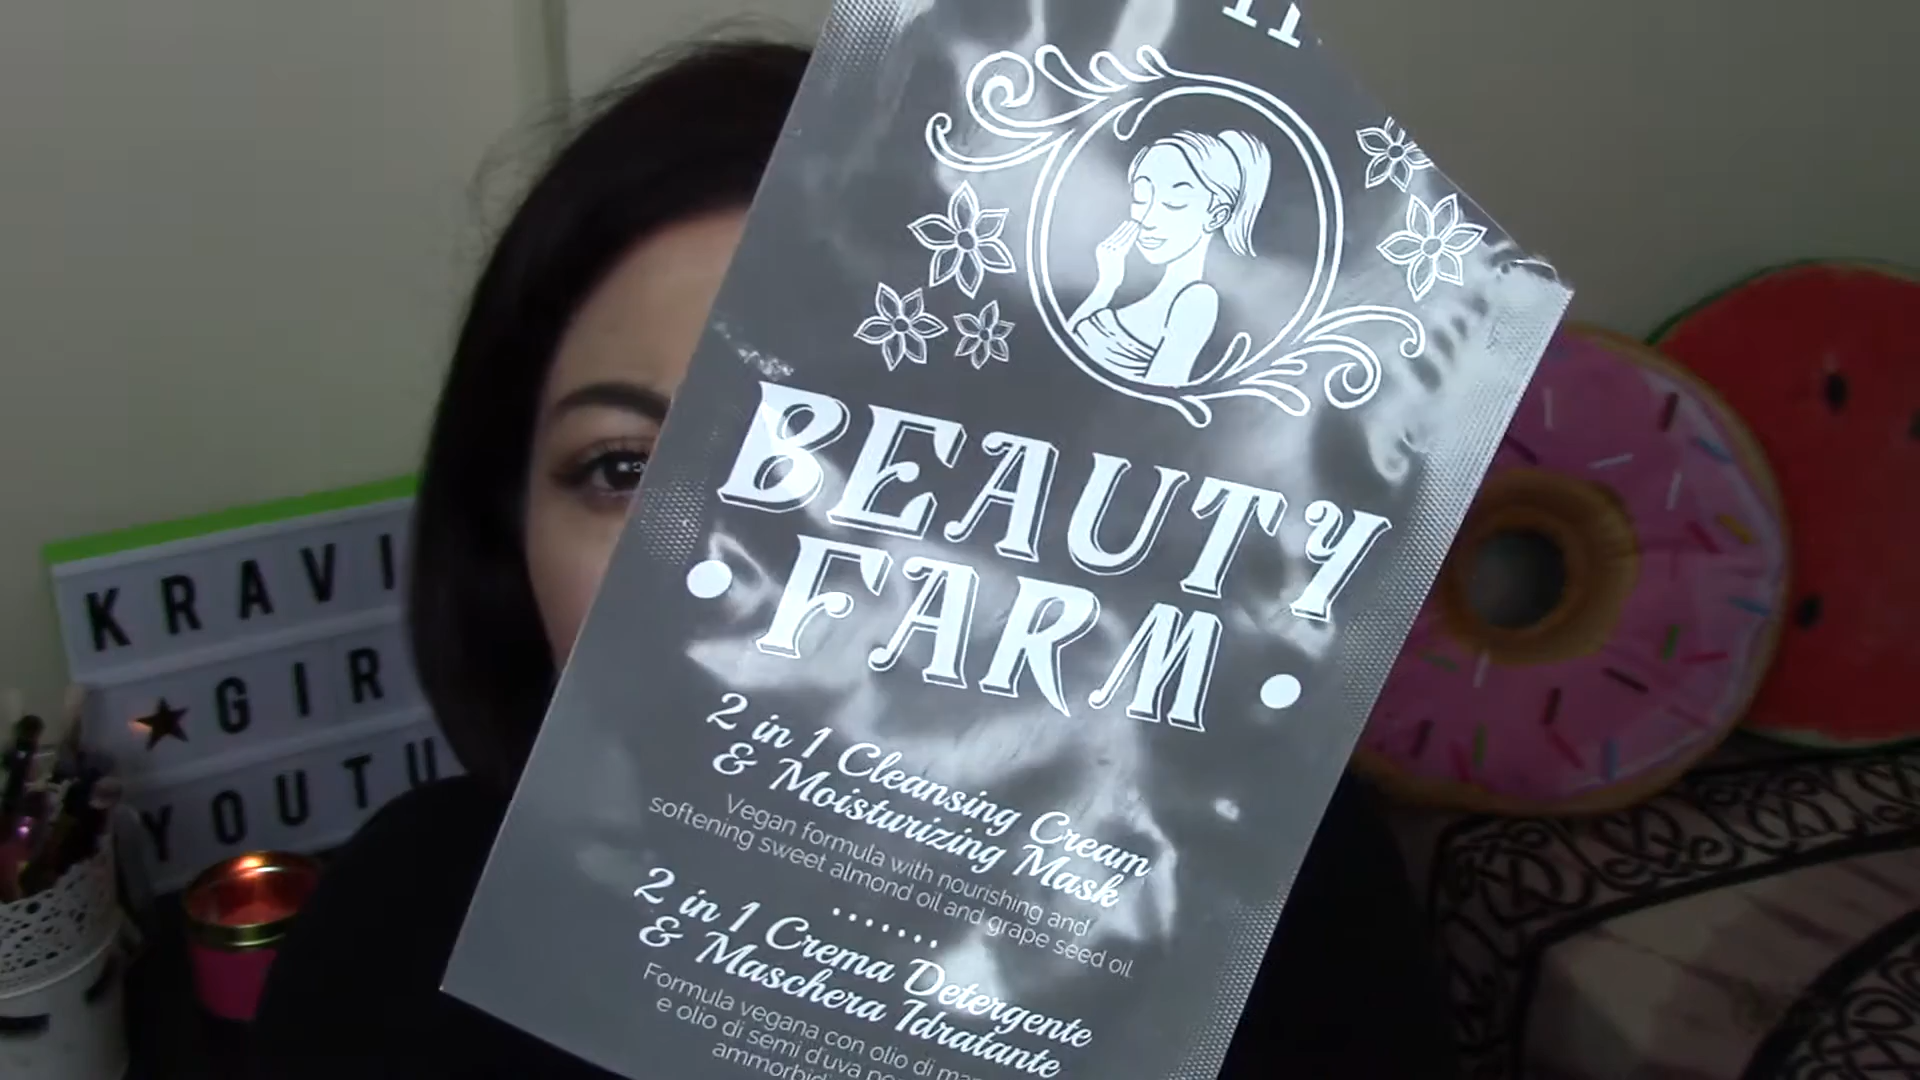 BEAUTY
FARM
2 in 1 Cleansing Cream
& Moisturizing Mask
Vegan formula with nourishing and
softening sweet almond oil and grape seed oil.
2 in 1 Crema Detergente
& Maschera Idratante
Formula vegana con olio di
e olio di semi d'uva
KRAVI
★GIR
YOUTU